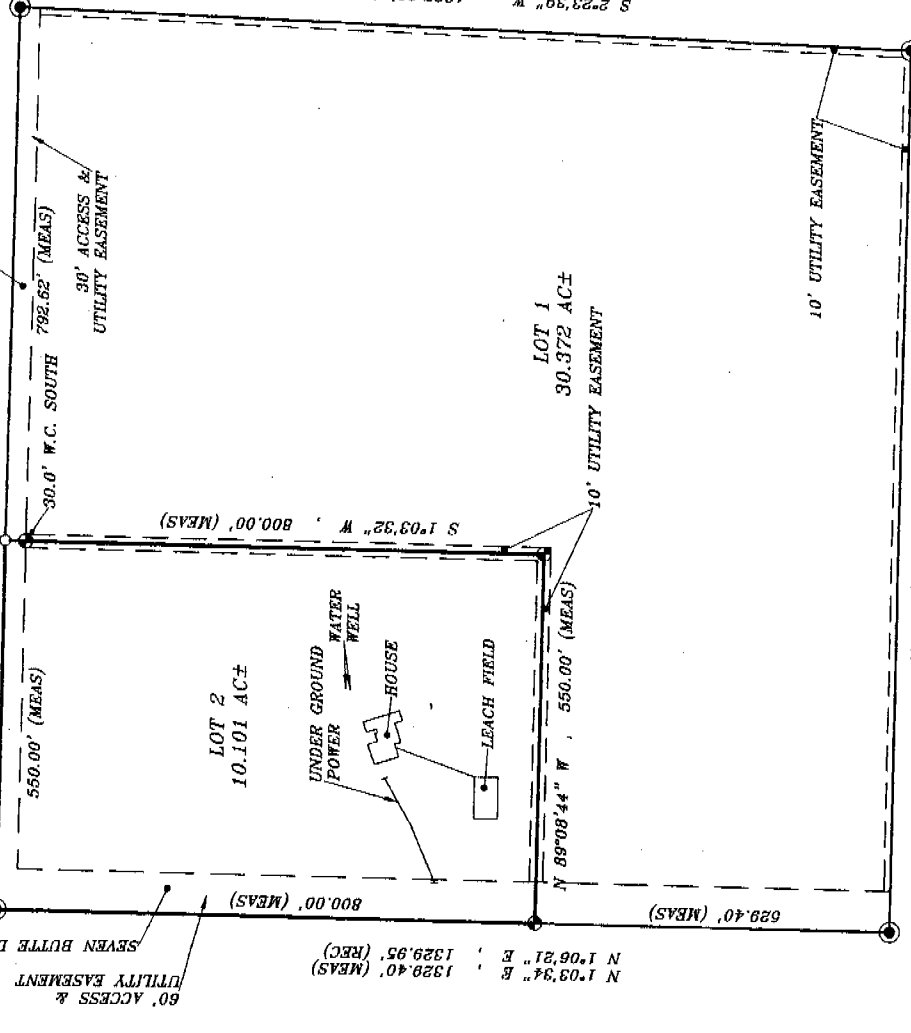 S 2°23'39" W
792.62' (MEAS)
30' ACCESS &
UTILITY EASEMENT
30.0' W.C. SOUTH
10' UTILITY EASEMENT
LOT 1
30.372 AC±
10' UTILITY EASEMENT
S 1°03'32" W , 800.00' (MEAS)
550.00' (MEAS)
LOT 2
10.101 AC±
UNDER GROUND
POWER
WATER
WELL
HOUSE
LEACH FIELD
N 89°08'44" W , 550.00' (MEAS)
800.00' (MEAS)
629.40' (MEAS)
SEVEN BUTTE
60' ACCESS &
UTILITY EASEMENT
N 1°03'34" E , 1329.40' (MEAS)
N 1°06'21" E , 1329.95' (REC)